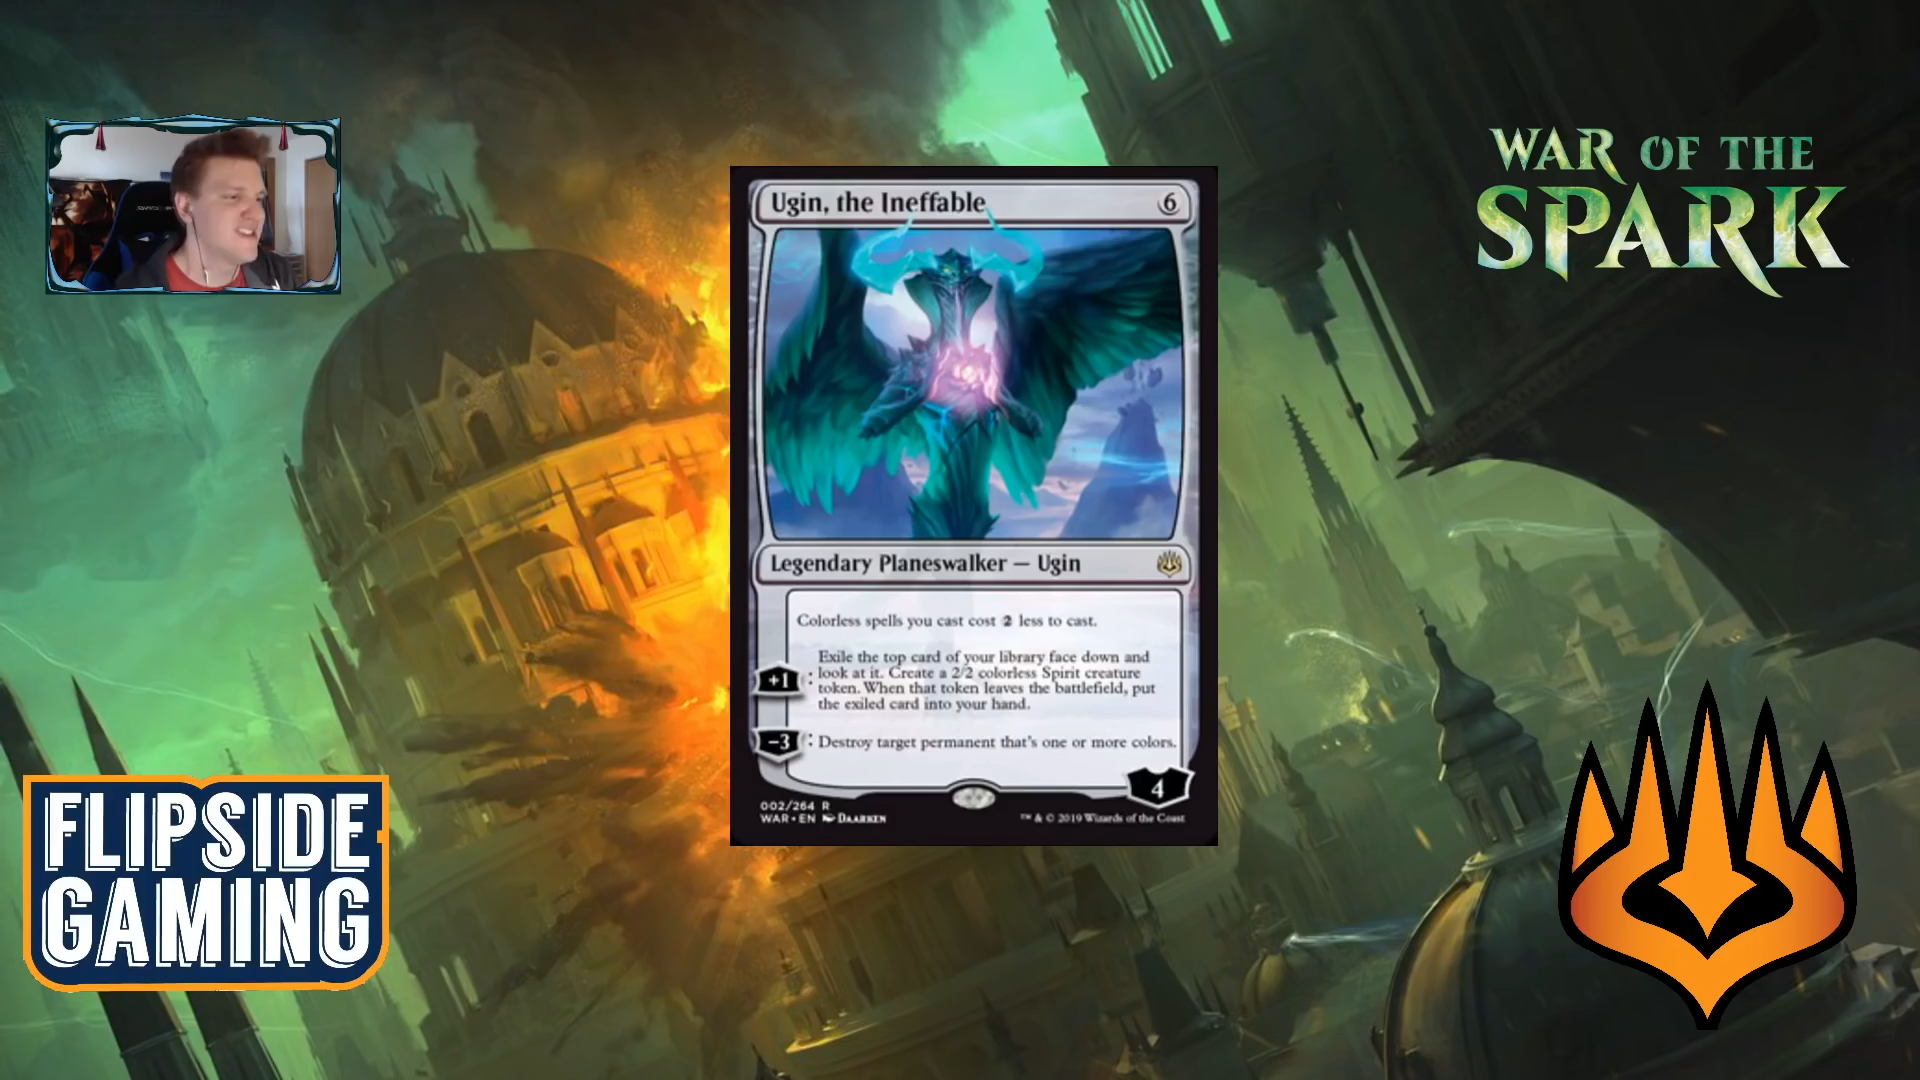 WAR OF THE
SPARK
Ugin, the Ineffable 6
Legendary Planeswalker — Ugin
Colorless spells you cast cost 2 less to cast.
+1: Exile the top card of your library face down and
look at it. Create a 2/2 colorless Spirit creature
token. When that token leaves the battlefield, put
the exiled card into your hand.
−3: Destroy target permanent that's one or more colors.
4
002/264 R
WAR • EN DAARKEN
™ & © 2019 Wizards of the Coast
FLIPSIDE
GAMING